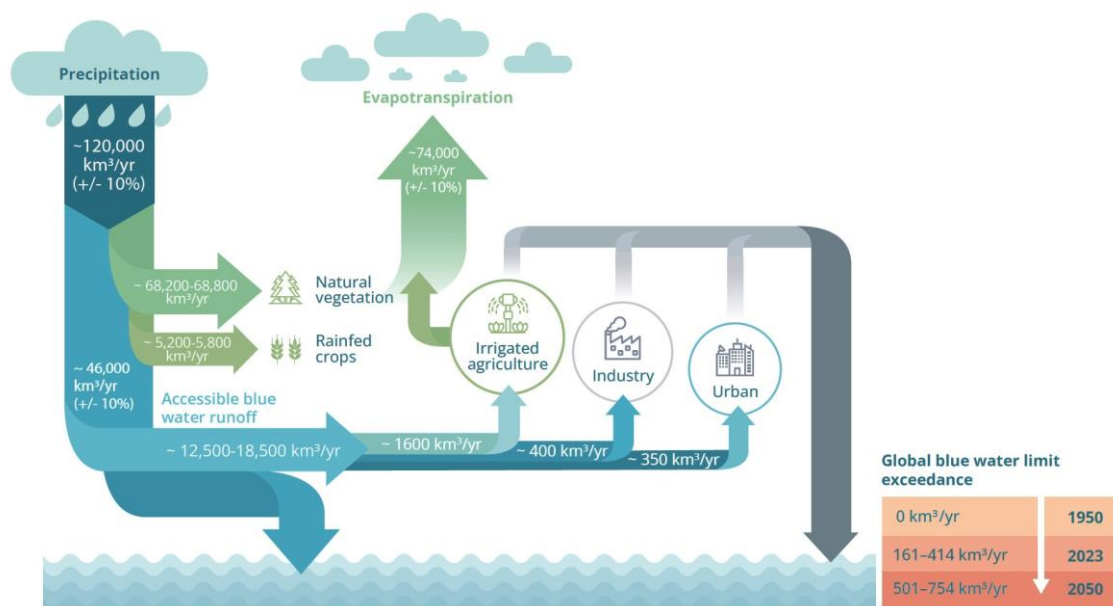 Precipitation
~120,000
km³/yr
(+/- 10%)
Evapotranspiration
~74,000
km³/yr
(+/- 10%)
~ 68,200-68,800
km³/yr
Natural
vegetation
~ 5,200-5,800
km³/yr
Rainfed
crops
~ 46,000
km³/yr
(+/- 10%)
Accessible blue
water runoff
~ 12,500-18,500 km³/yr
~ 1600 km³/yr
~ 400 km³/yr
~ 350 km³/yr
Irrigated
agriculture
Industry
Urban
Global blue water limit
exceedance
0 km³/yr 1950
161–414 km³/yr 2023
501–754 km³/yr 2050